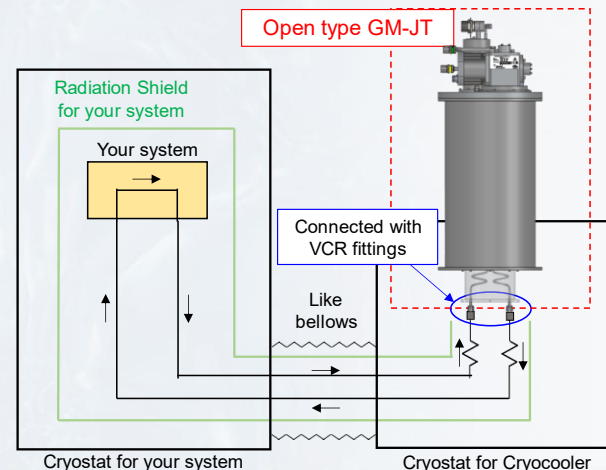 Open type GM-JT
Radiation Shield
for your system
Your system
Connected with
VCR fittings
Like
bellows
Cryostat for your system
Cryostat for Cryocooler